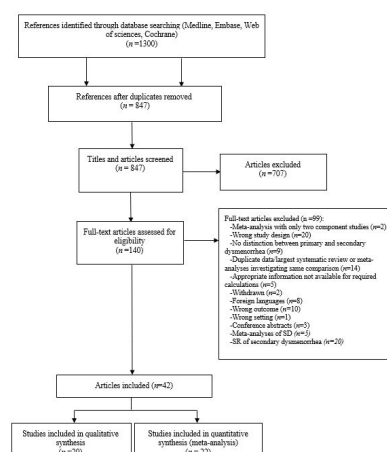 References identified through database searching (Medline, Embase, Web
of sciences, Cochrane)
(n =1300)
References after duplicates removed
(n = 847)
Titles and articles screened
(n = 847)
Articles excluded
(n =707)
Full-text articles assessed for
eligibility
(n =140)
Full-text articles excluded (n =99):
-Meta-analysis with only two component studies (n=2)
-Wrong study design (n=20)
-No distinction between primary and secondary
dysmenorrhea (n=9)
-Duplicate data/largest systematic review or meta-
analyses investigating same comparison (n=14)
-Appropriate information not available for required
calculations (n=5)
-Withdrawn (n=2)
-Foreign languages (n=8)
-Wrong outcome (n=10)
-Wrong setting (n=1)
-Conference abstracts (n=3)
-Meta-analyses of SD (n=5)
-SR of secondary dysmenorrhea (n=20)
Articles included (n=42)
Studies included in qualitative
synthesis
(n =20)
Studies included in quantitative
synthesis (meta-analysis)
(n = 22)